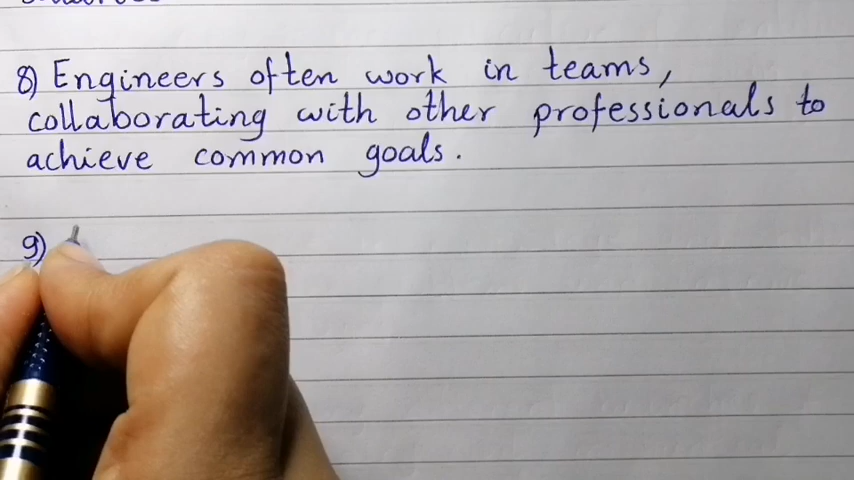 8) Engineers often work in teams,
collaborating with other professionals to
achieve common goals.
9)